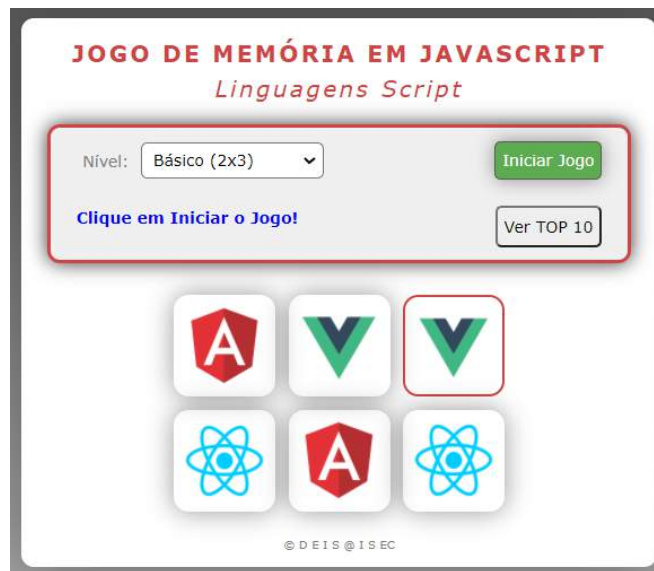 JOGO DE MEMÓRIA EM JAVASCRIPT
Linguagens Script
Nível: Básico (2x3) Iniciar Jogo
Clique em Iniciar o Jogo! Ver TOP 10
A
A
© D E I S @ I S E C